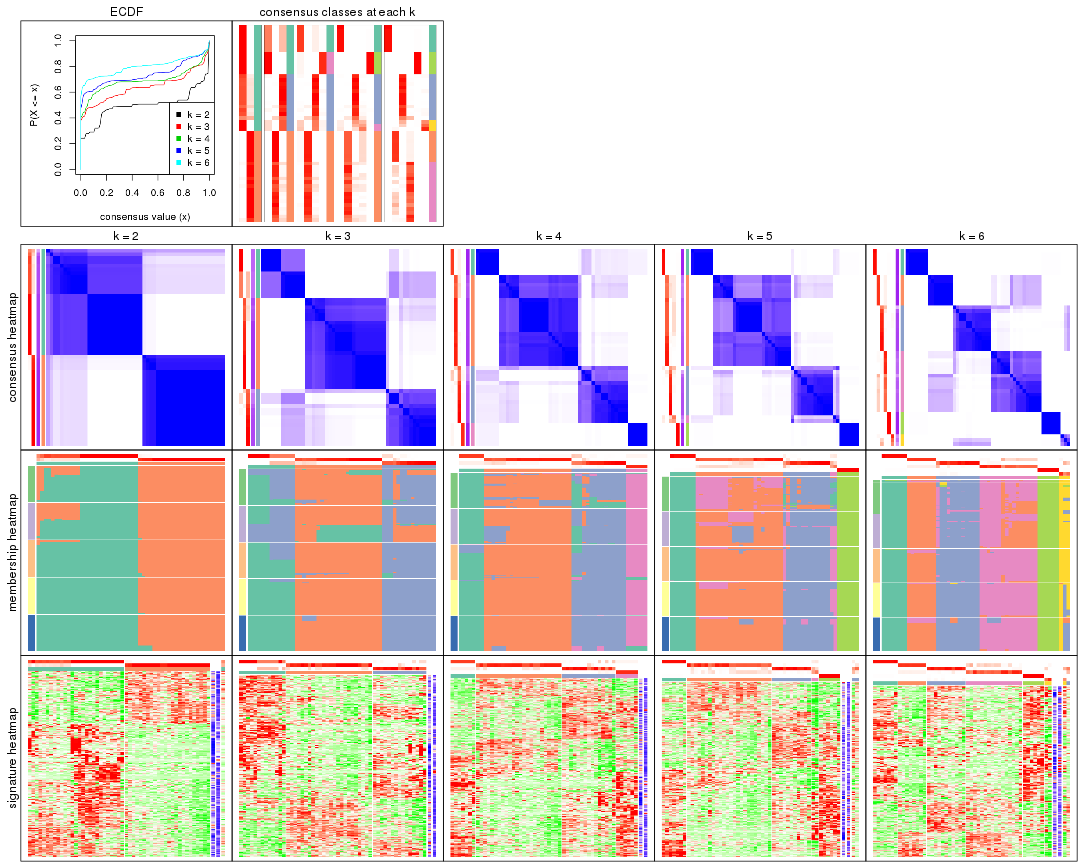 ECDF
consensus classes at each k
P(X <= x)
1.0
0.8
0.6
0.4
0.2
0.0
k = 2
k = 3
k = 4
k = 5
k = 6
0.0 0.2 0.4 0.6 0.8 1.0
consensus value (x)
k = 2
k = 3
k = 4
k = 5
k = 6
consensus heatmap
membership heatmap
signature heatmap